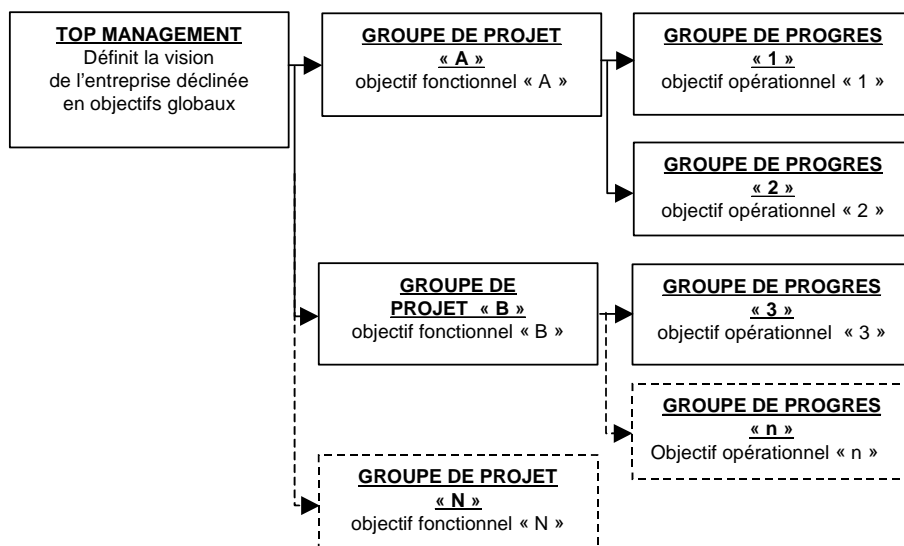 TOP MANAGEMENT
Définit la vision
de l'entreprise déclinée
en objectifs globaux
GROUPE DE PROJET
« A »
objectif fonctionnel « A »
GROUPE DE PROGRES
« 1 »
objectif opérationnel « 1 »
GROUPE DE PROGRES
« 2 »
objectif opérationnel « 2 »
GROUPE DE
PROJET « B »
objectif fonctionnel « B »
GROUPE DE PROGRES
« 3 »
objectif opérationnel « 3 »
GROUPE DE PROGRES
« n »
Objectif opérationnel « n »
GROUPE DE PROJET
« N »
objectif fonctionnel « N »